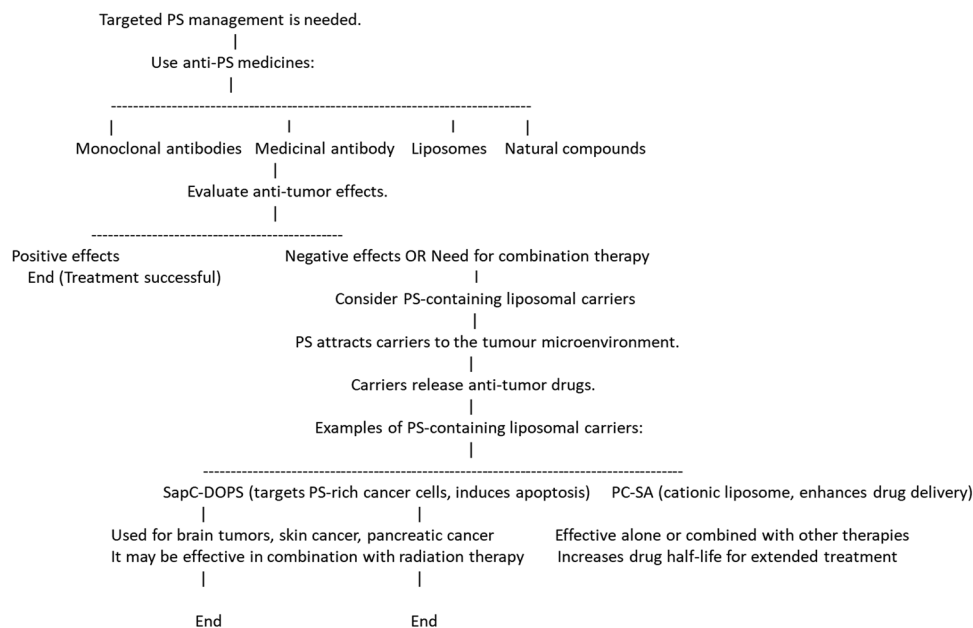 Targeted PS management is needed.
Use anti-PS medicines:
Monoclonal antibodies Medicinal antibody Liposomes Natural compounds
Evaluate anti-tumor effects.
Positive effects Negative effects OR Need for combination therapy
End (Treatment successful)
Consider PS-containing liposomal carriers
PS attracts carriers to the tumour microenvironment.
Carriers release anti-tumor drugs.
Examples of PS-containing liposomal carriers:
SapC-DOPS (targets PS-rich cancer cells, induces apoptosis) PC-SA (cationic liposome, enhances drug delivery)
Used for brain tumors, skin cancer, pancreatic cancer Effective alone or combined with other therapies
It may be effective in combination with radiation therapy Increases drug half-life for extended treatment
End End